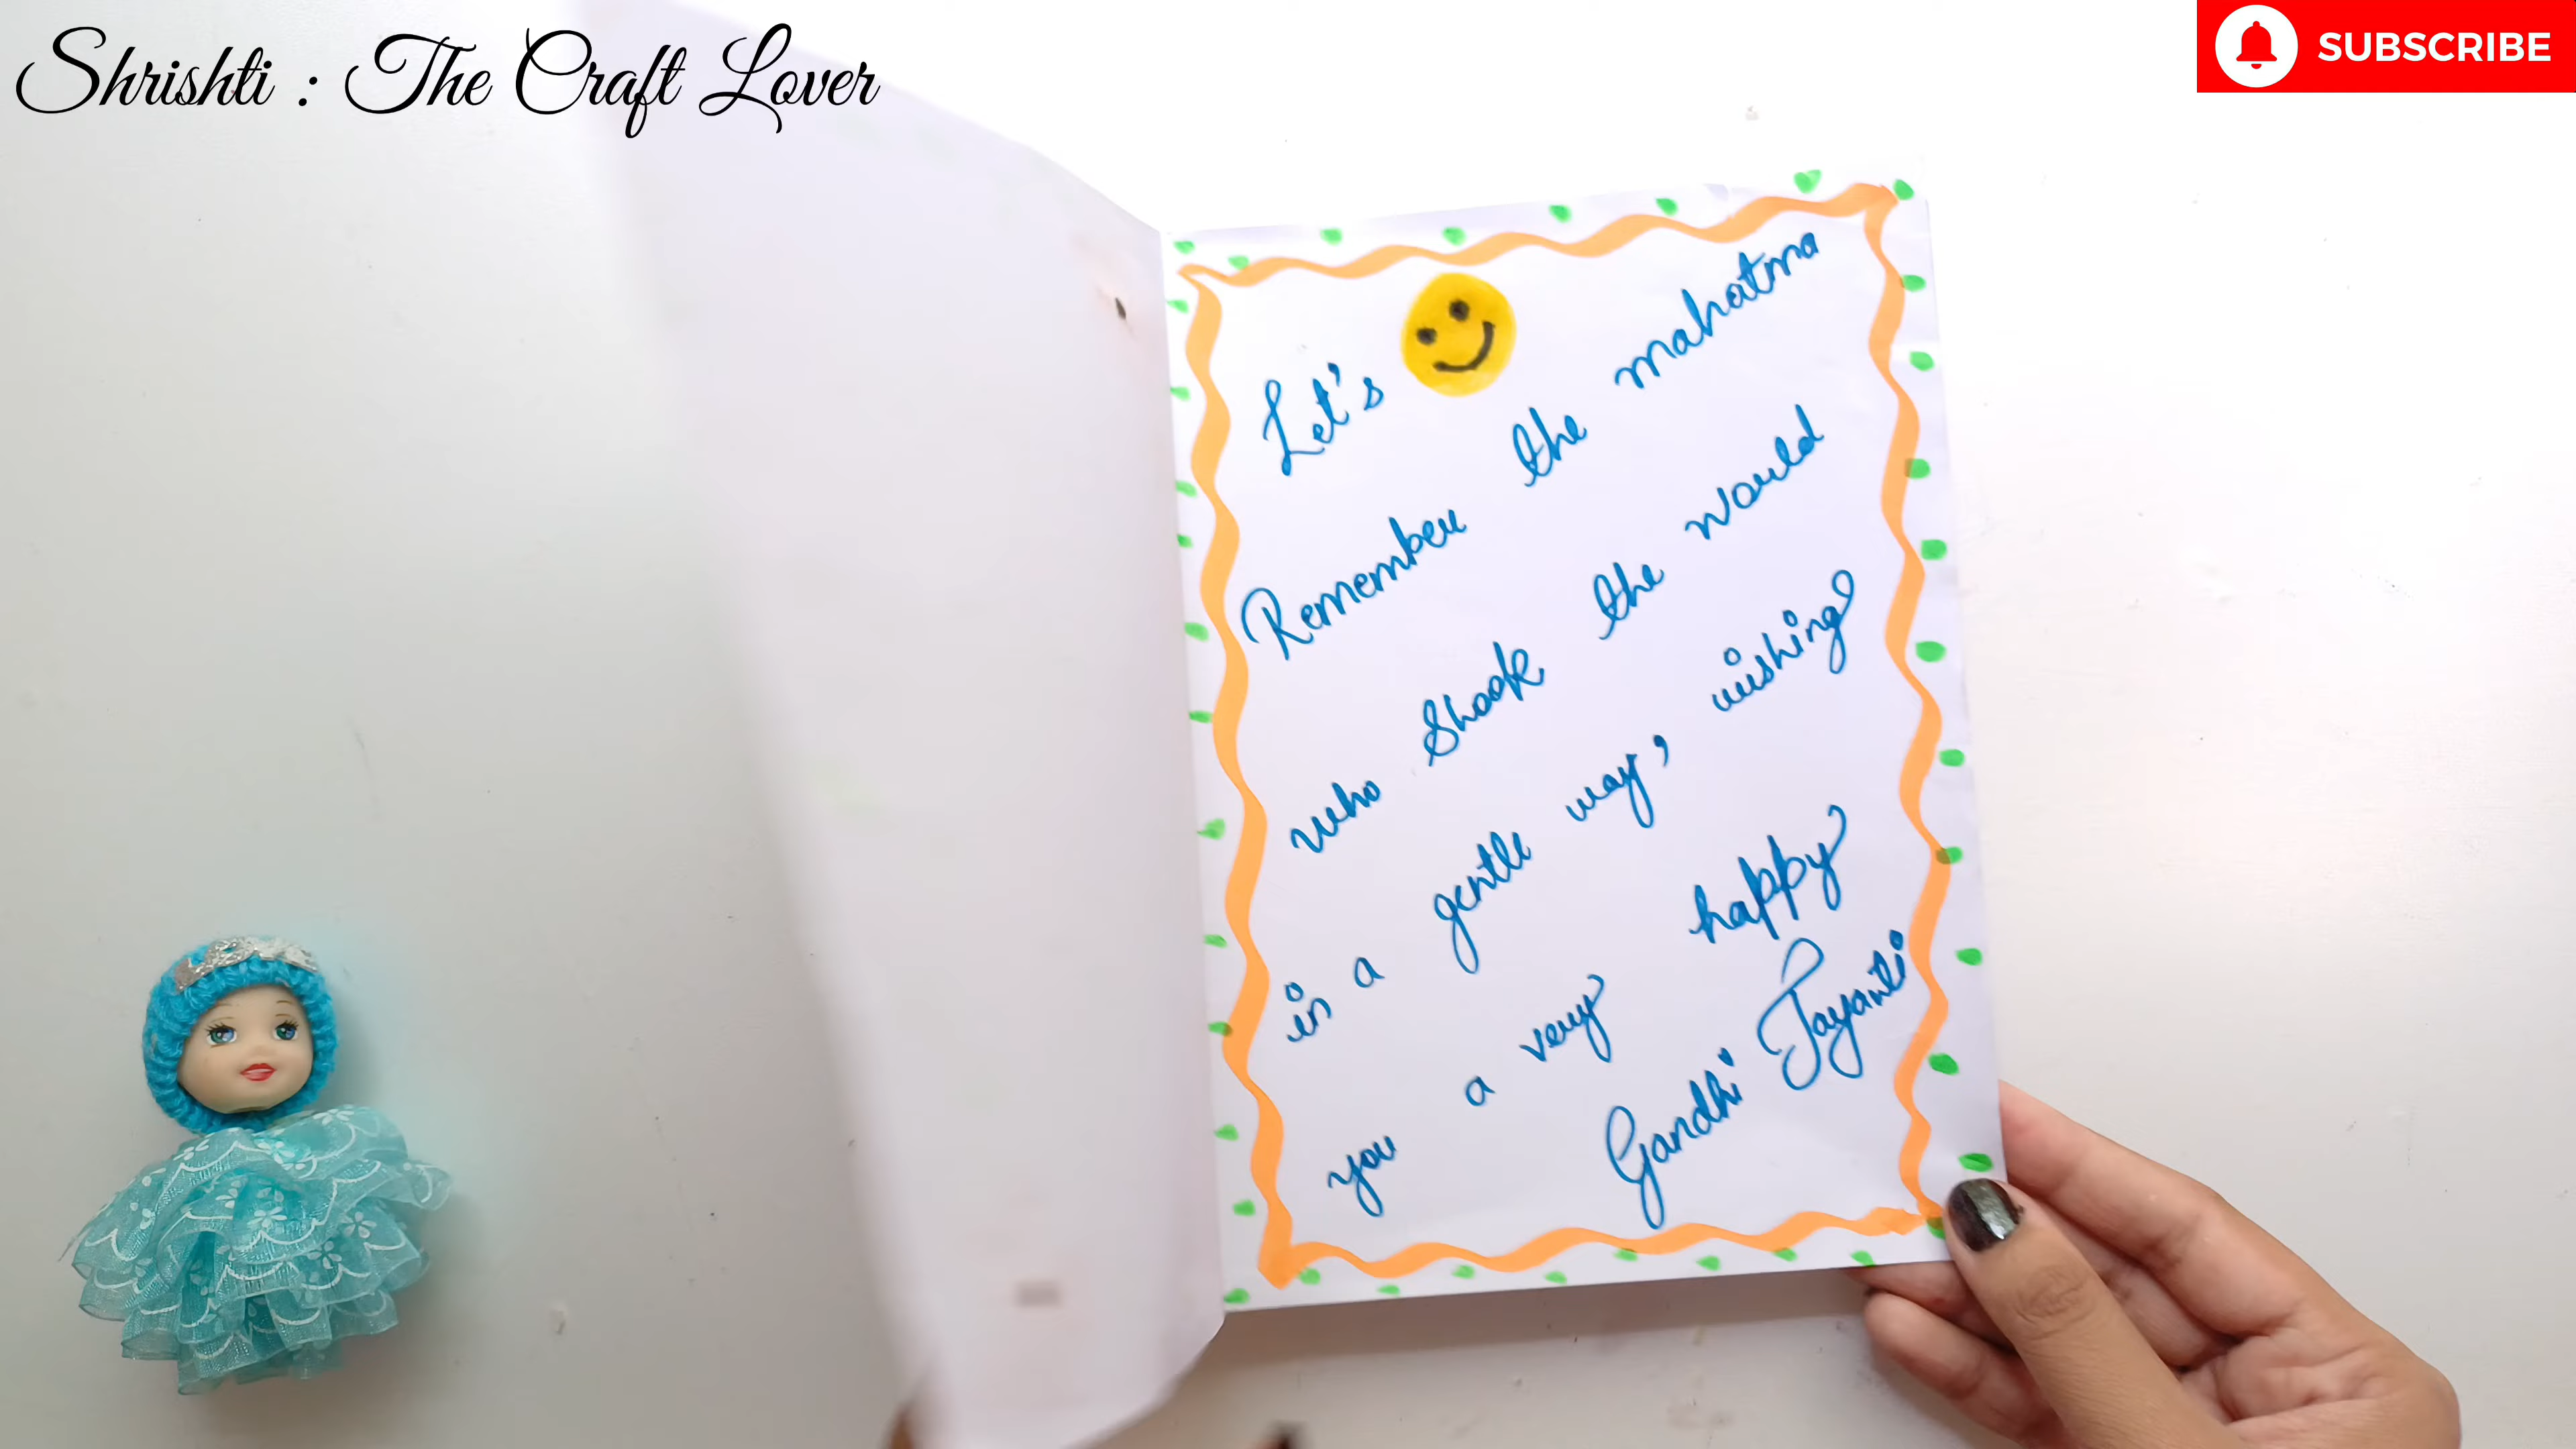 Shrishti : The Craft Lover
SUBSCRIBE
Let's
Remember the mahatma
who Shook the world
in a gentle way, wishing
you a very happy
Gandhi Jayanti